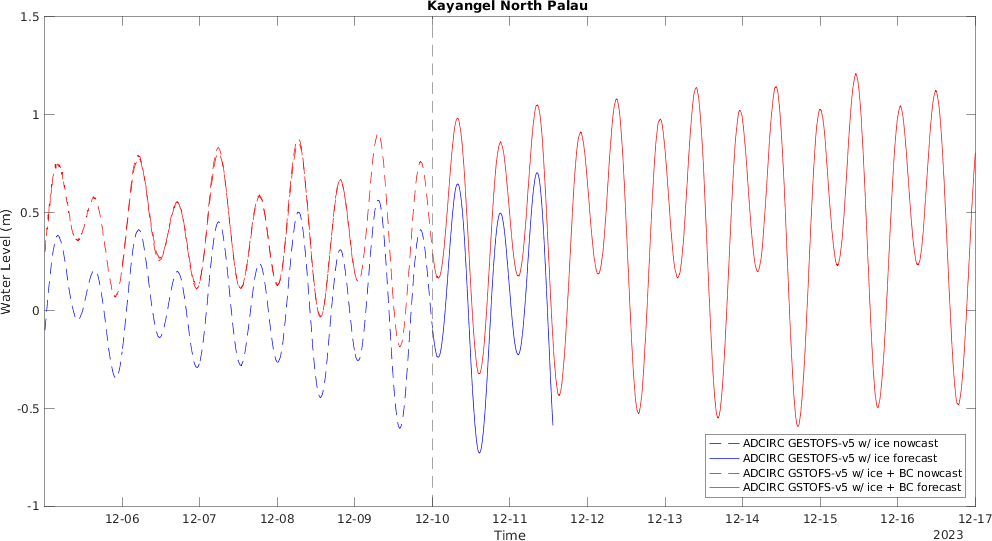 Kayangel North Palau
1.5
1
0.5
0
-0.5
-1
Water Level (m)
12-06
12-07
12-08
12-09
12-10
12-11
12-12
12-13
12-14
12-15
12-16
12-17
Time
2023
ADCIRC GESTOFS-v5 w/ ice nowcast
ADCIRC GESTOFS-v5 w/ ice forecast
ADCIRC GSTOFS-v5 w/ ice + BC nowcast
ADCIRC GSTOFS-v5 w/ ice + BC forecast